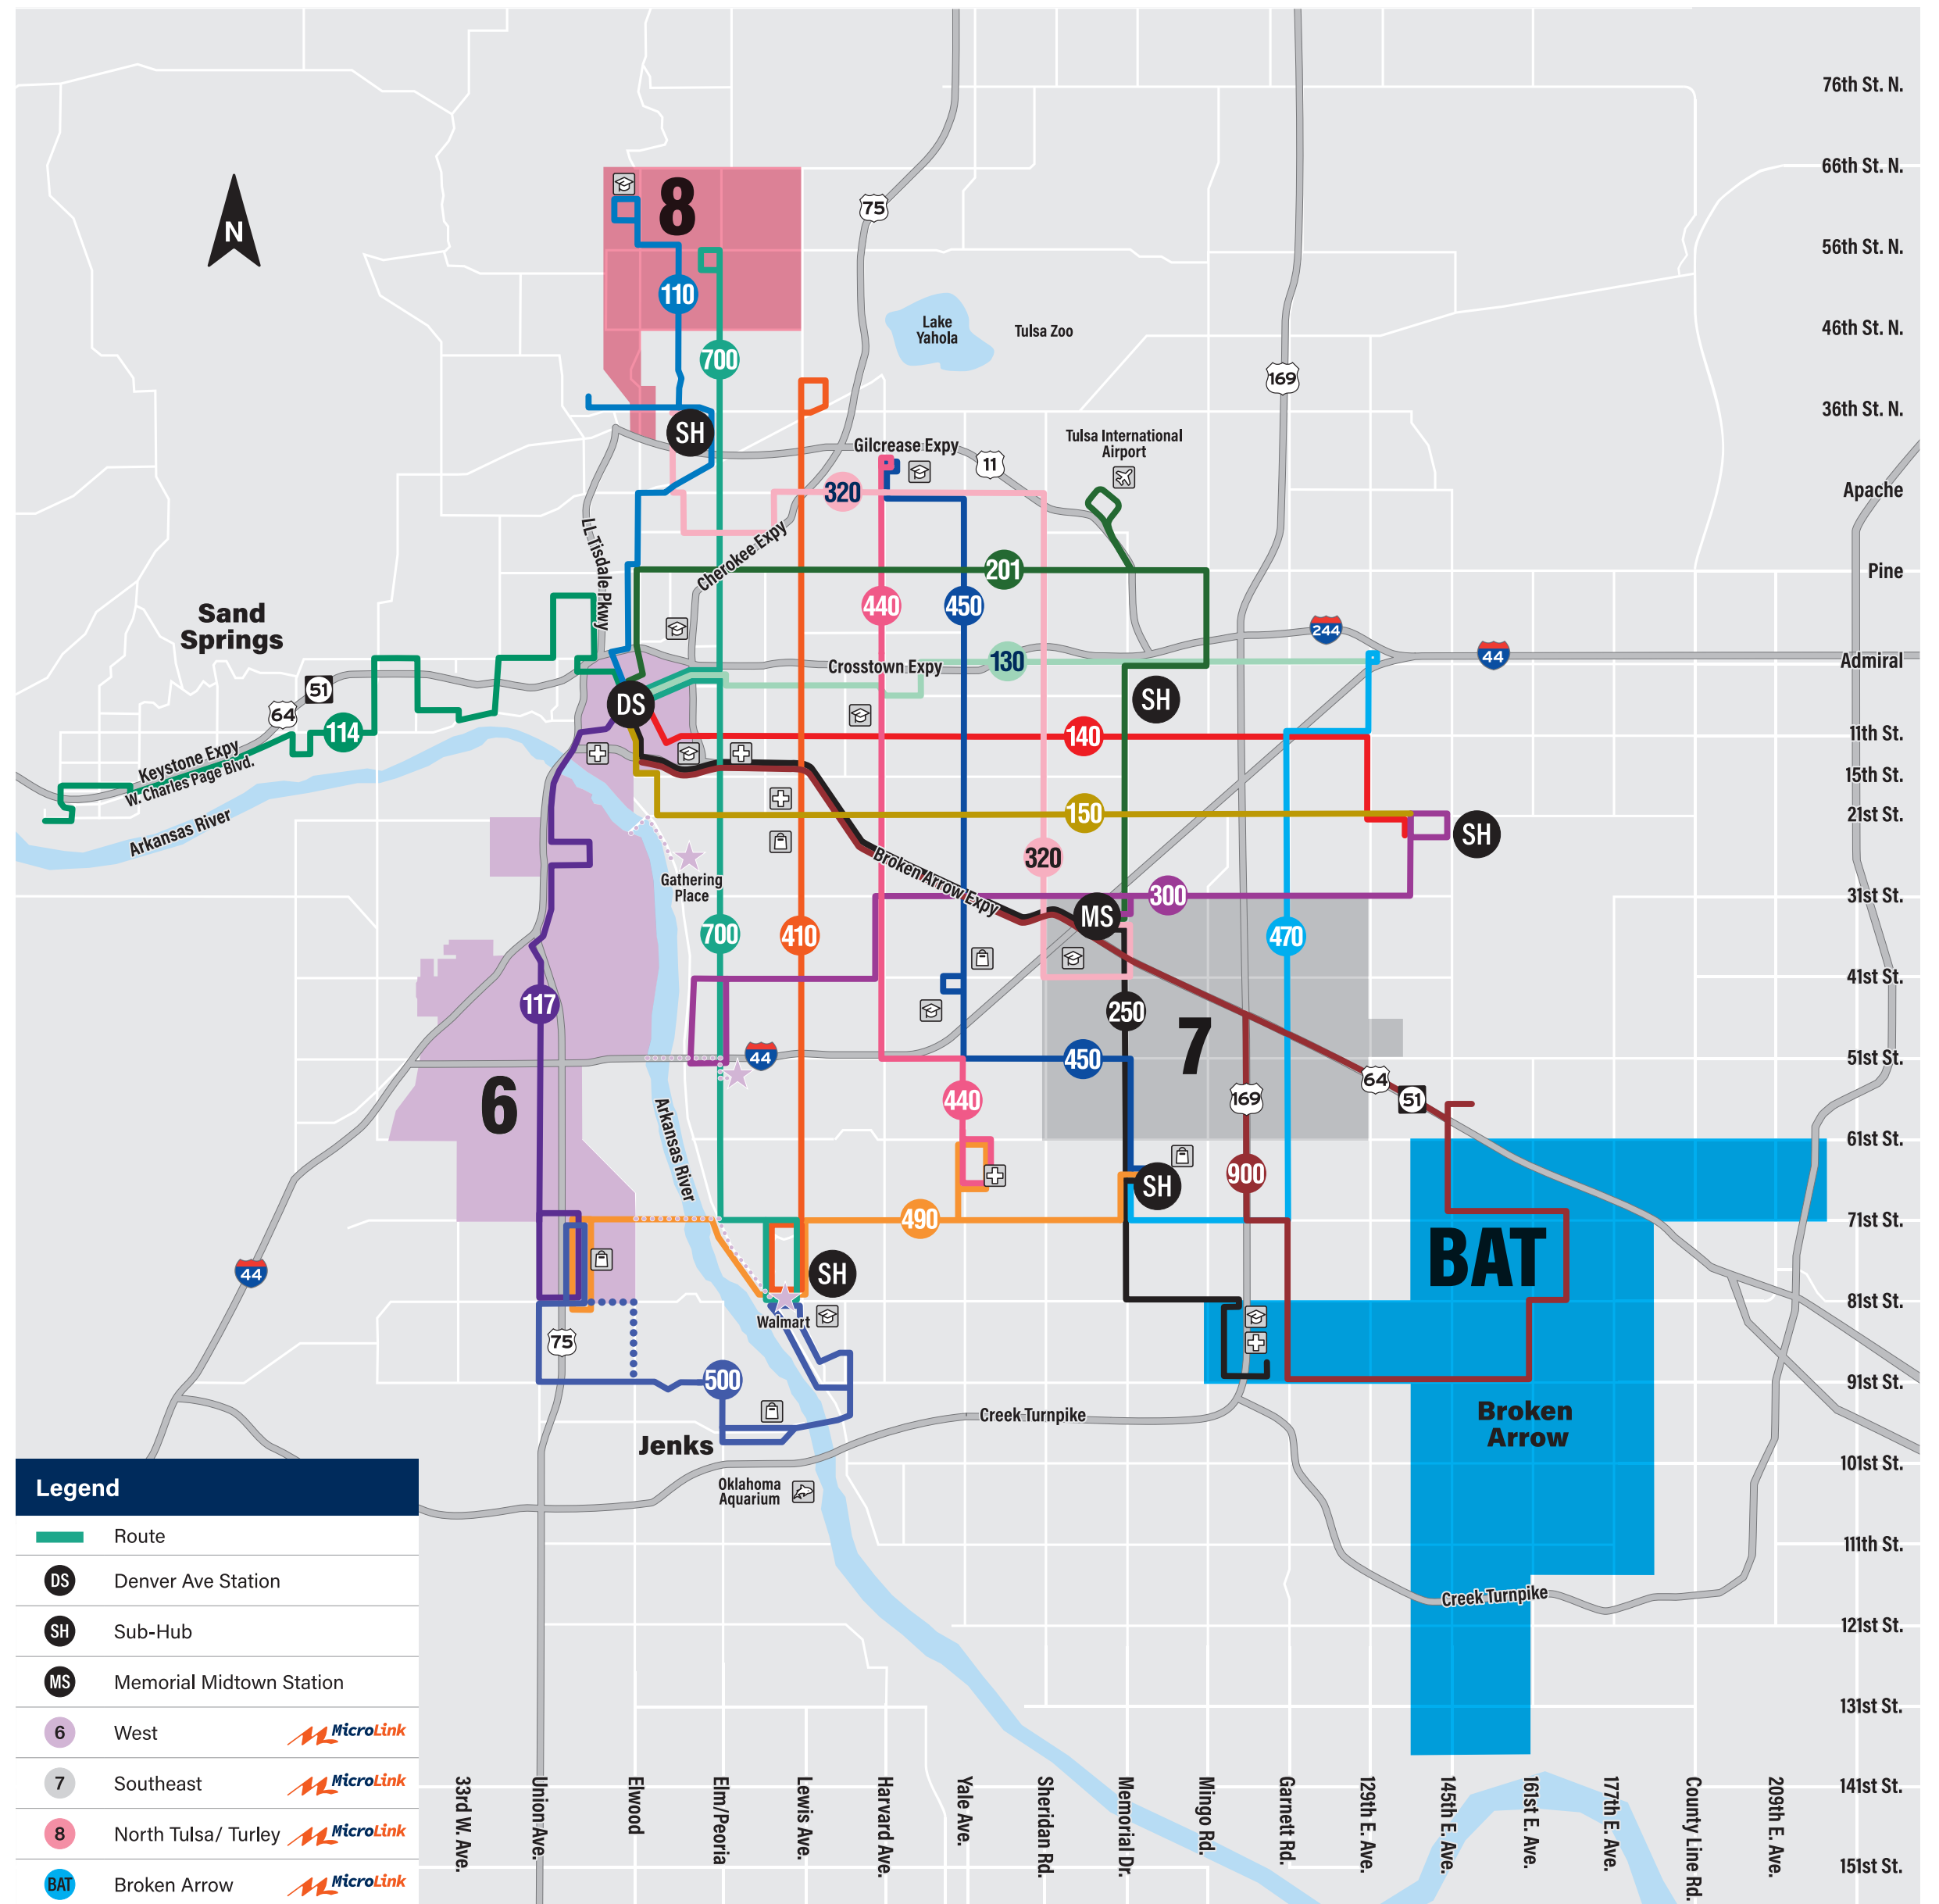 76th St. N.
66th St. N.
8
75
N
56th St. N.
110
Lake
Yahola
Tulsa Zoo
46th St. N.
700
169
36th St. N.
SH
Gilcrease Expy
Tulsa International
Airport
11
320
Apache
LL Tisdale Pkwy
Cherokee Expy
201
Pine
Sand
Springs
440
450
244
Crosstown Expy
130
44
Admiral
51
64
DS
SH
114
140
11th St.
Keystone Expy
W. Charles Page Blvd.
15th St.
Arkansas River
150
21st St.
SH
Gathering
Place
Broken Arrow Expy
320
300
31st St.
MS
700
410
470
41st St.
117
250
7
44
450
51st St.
6
64
51
169
440
Arkansas River
61st St.
900
SH
490
71st St.
BAT
44
SH
81st St.
Walmart
75
500
91st St.
Creek Turnpike
Broken
Arrow
Jenks
101st St.
Oklahoma
Aquarium
111th St.
Creek Turnpike
121st St.
131st St.
141st St.
151st St.
Legend
Route
DS Denver Ave Station
SH Sub-Hub
MS Memorial Midtown Station
6 West MicroLink
7 Southeast MicroLink
8 North Tulsa/ Turley MicroLink
BAT Broken Arrow MicroLink
33rd W. Ave.
Union Ave.
Elwood
Elm/Peoria
Lewis Ave.
Harvard Ave.
Yale Ave.
Sheridan Rd.
Memorial Dr.
Mingo Rd.
Garnett Rd.
129th E. Ave.
145th E. Ave.
161st E. Ave.
177th E. Ave.
County Line Rd.
209th E. Ave.